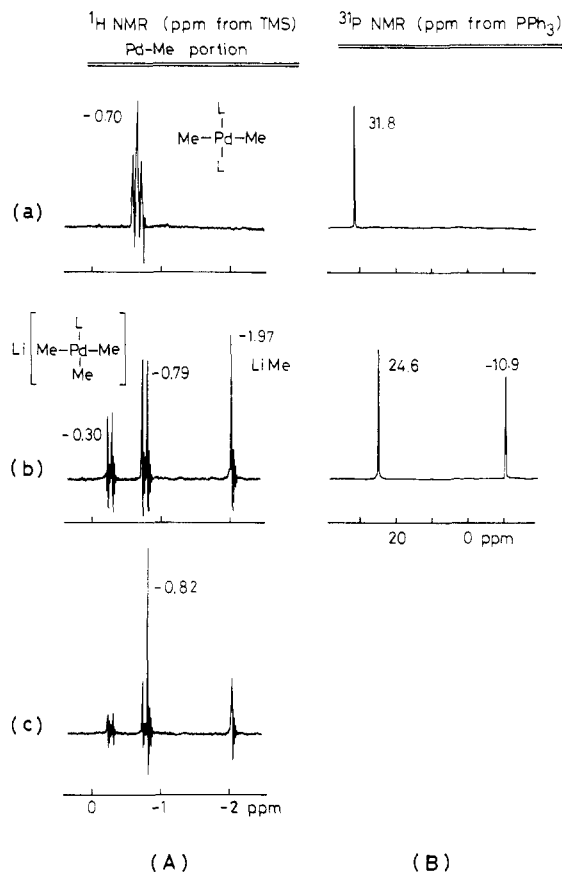 ¹H NMR (ppm from TMS)
Pd-Me portion
³¹P NMR (ppm from PPh₃)
(a)
-0.70
L
Me-Pd-Me
L
31.8
(b)
Li[
L
Me-Pd-Me
Me
]
-0.30
-0.79
-1.97
LiMe
24.6
-10.9
20 0 ppm
(c)
-0.82
0 -1 -2 ppm
(A) (B)